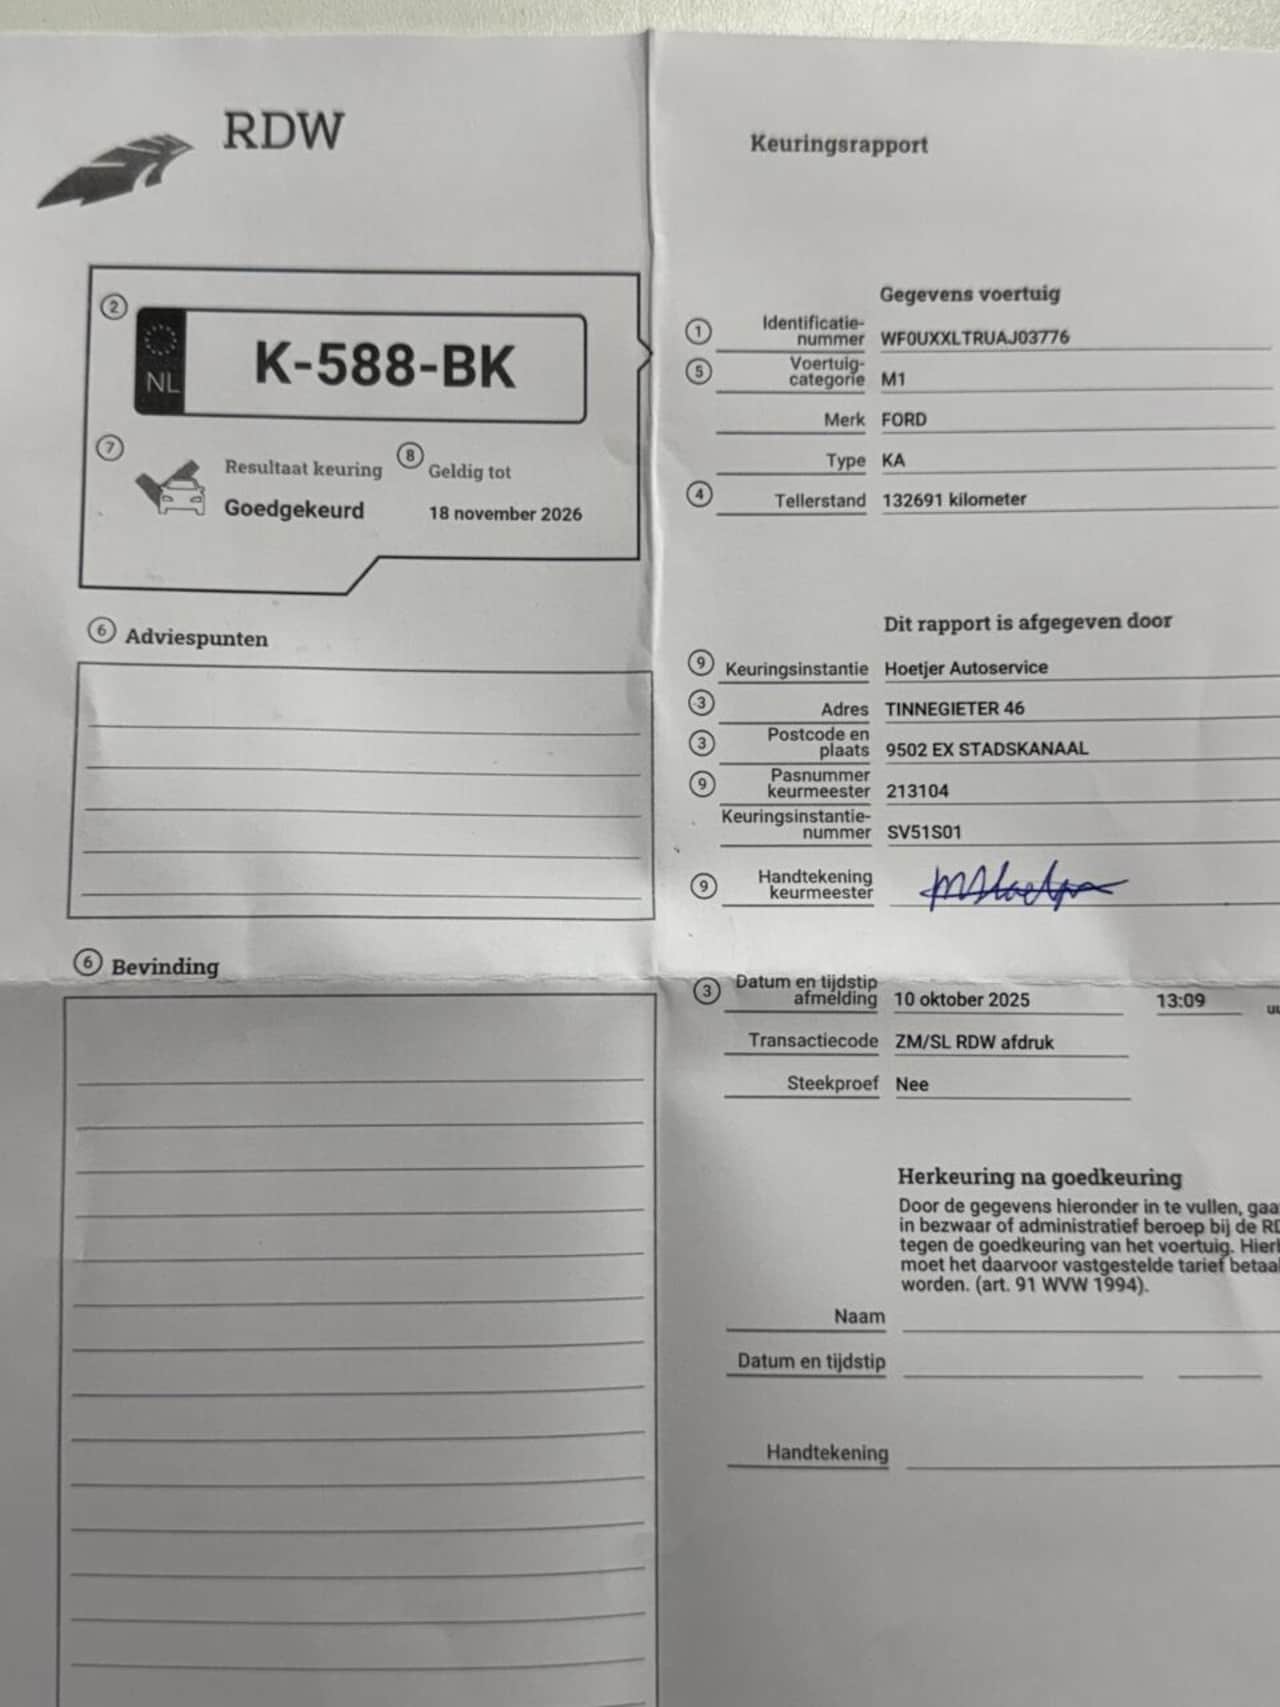 RDW
Keuringsrapport
2
NL
K-588-BK
7
Resultaat keuring
Goedgekeurd
8
Geldig tot
18 november 2026
6 Adviespunten
6 Bevinding
Gegevens voertuig
1 Identificatie-
nummer WF0UXXLTRUAJ03776
5 Voertuig-
categorie M1
Merk FORD
Type KA
4 Tellerstand 132691 kilometer
Dit rapport is afgegeven door
9 Keuringsinstantie Hoetjer Autoservice
3 Adres TINNEGIETER 46
3 Postcode en
plaats 9502 EX STADSKANAAL
9 Pasnummer
keurmeester 213104
Keuringsinstantie-
nummer SV51S01
9 Handtekening
keurmeester
3 Datum en tijdstip
afmelding 10 oktober 2025 13:09
Transactiecode ZM/SL RDW afdruk
Steekproef Nee
Herkeuring na goedkeuring
Door de gegevens hieronder in te vullen, gaa
in bezwaar of administratief beroep bij de RD
tegen de goedkeuring van het voertuig. Hier
moet het daarvoor vastgestelde tarief betaa
worden. (art. 91 WVW 1994).
Naam
Datum en tijdstip
Handtekening